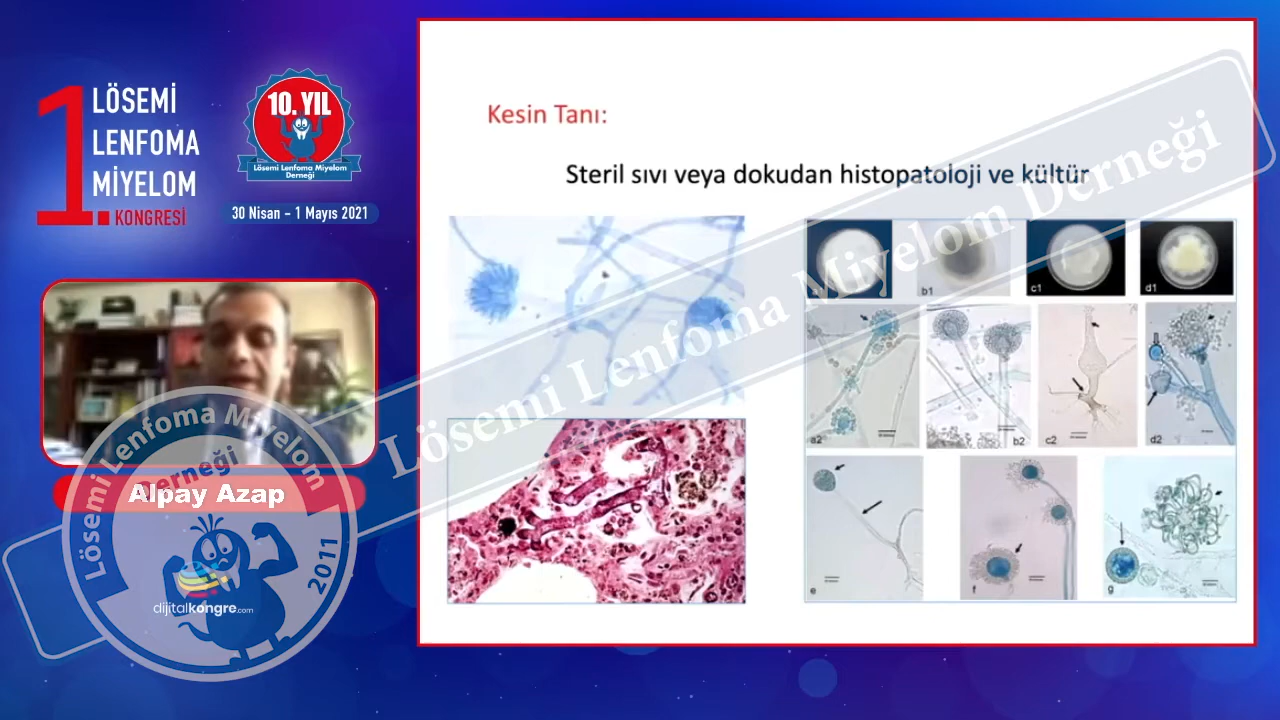 1.
LÖSEMİ
LENFOMA
MİYELOM
KONGRESİ
10. YIL
Lösemi Lenfoma Miyelom
Derneği
30 Nisan – 1 Mayıs 2021
Kesin Tanı:
Steril sıvı veya dokudan histopatoloji ve kültür
a1
b1
c1
d1
a2
b2
c2
d2
e
f
g
Alpay Azap
Lösemi Lenfoma Miyelom
Derneği
2011
dijitalkongre.com
Lösemi Lenfoma Miyelom Derneği